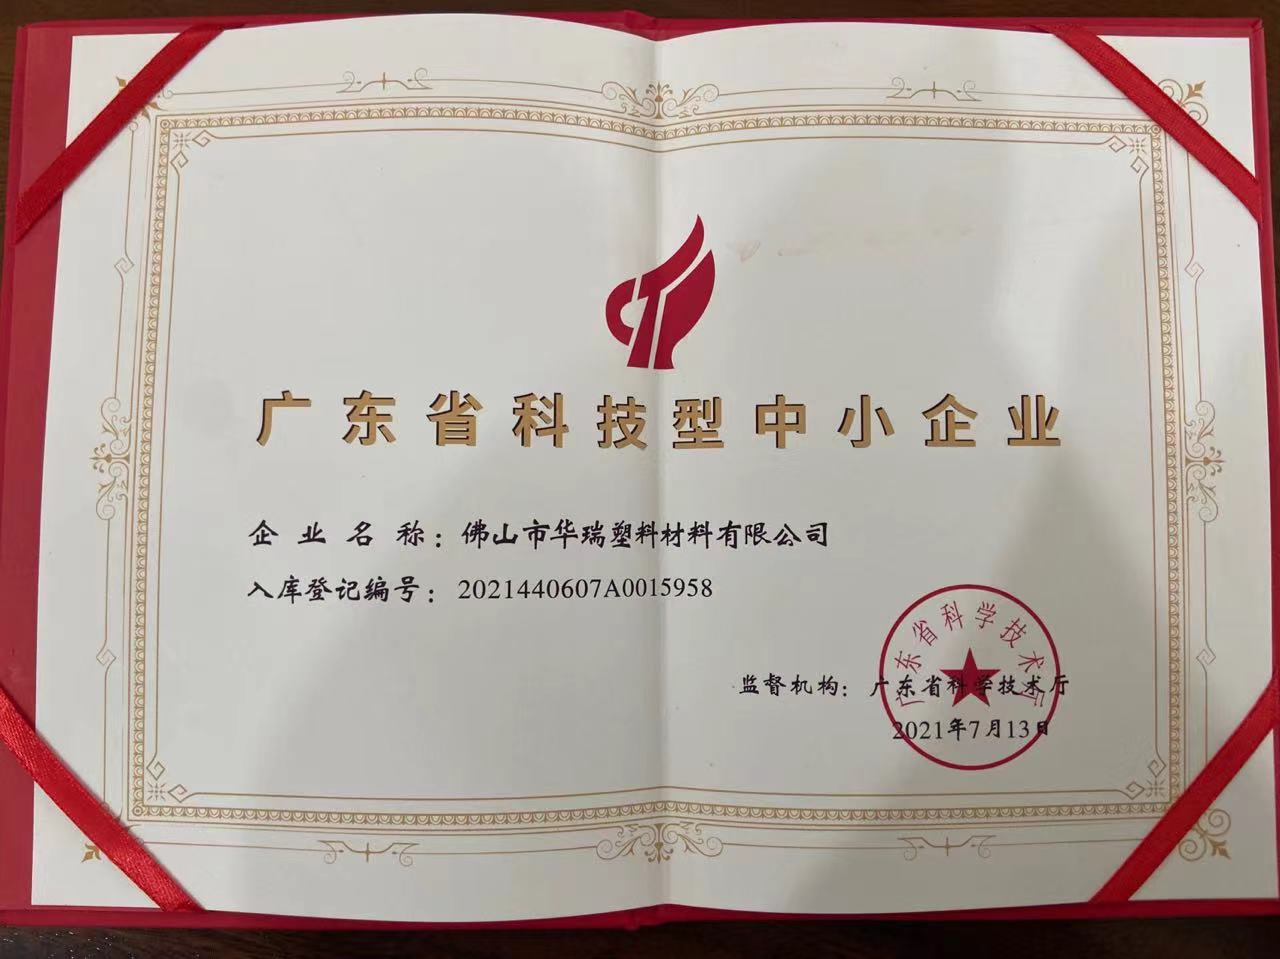 广东省科技型中小企业
企业名称：佛山市华瑞塑料材料有限公司
入库登记编号：2021440607A0015958
广东省科学技术厅
监督机构：广东省科学技术厅
2021年7月13日